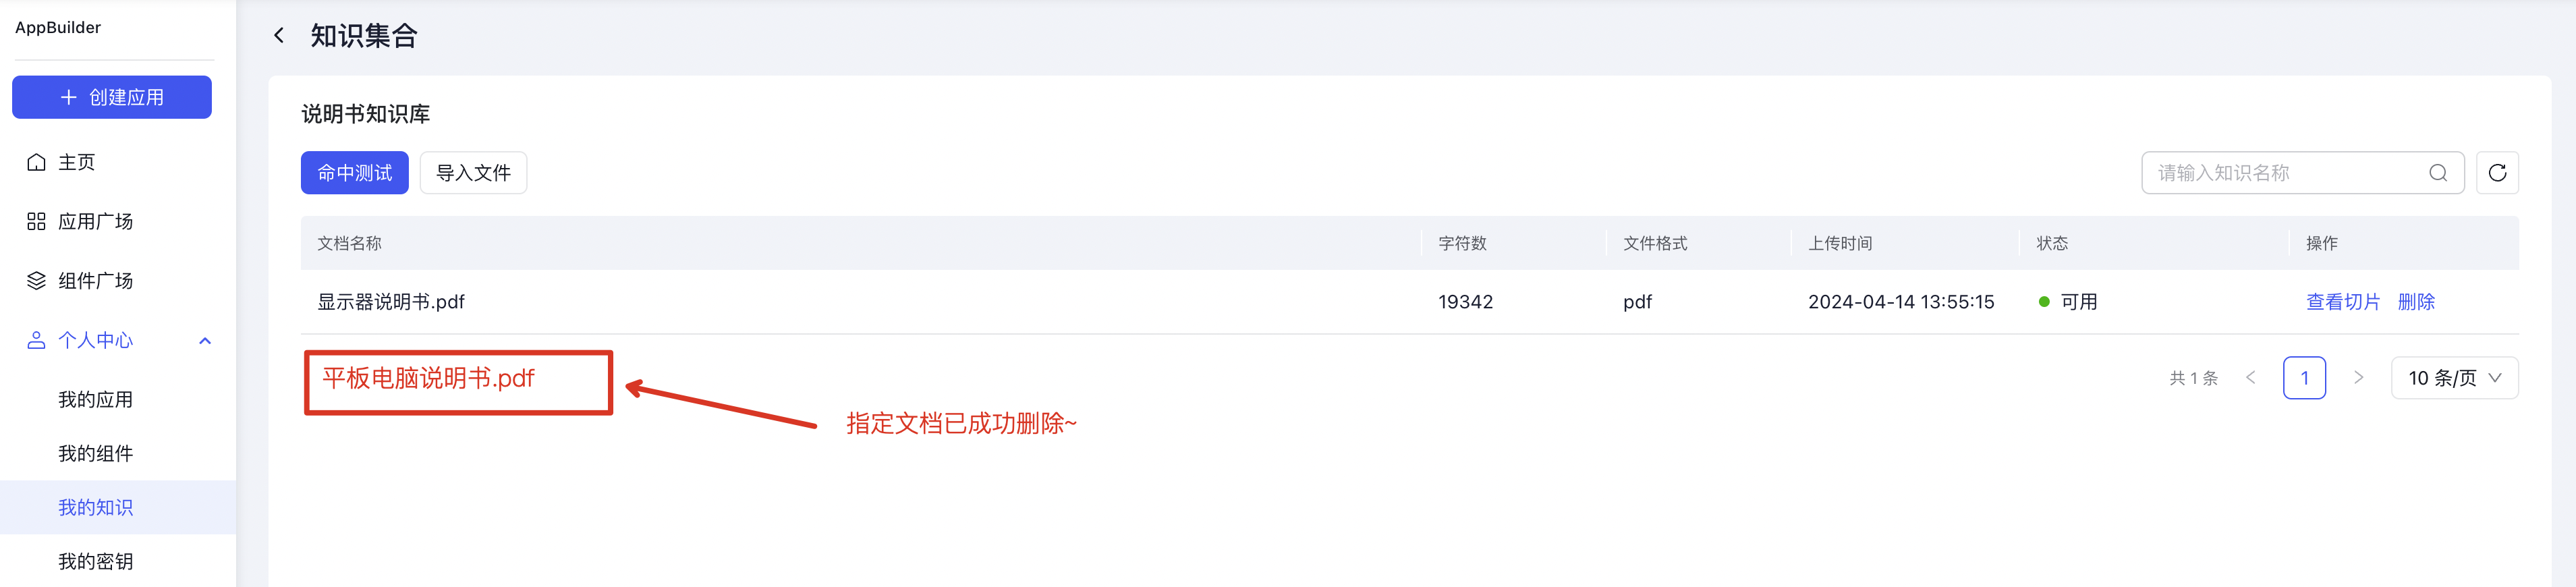 AppBuilder
知识集合
创建应用
说明书知识库
主页
命中测试 导入文件 请输入知识名称
应用广场
文档名称 字符数 文件格式 上传时间 状态 操作
组件广场
显示器说明书.pdf 19342 pdf 2024-04-14 13:55:15 可用 查看切片 删除
个人中心
平板电脑说明书.pdf 共 1 条 1 10 条/页
我的应用
指定文档已成功删除~
我的组件
我的知识
我的密钥